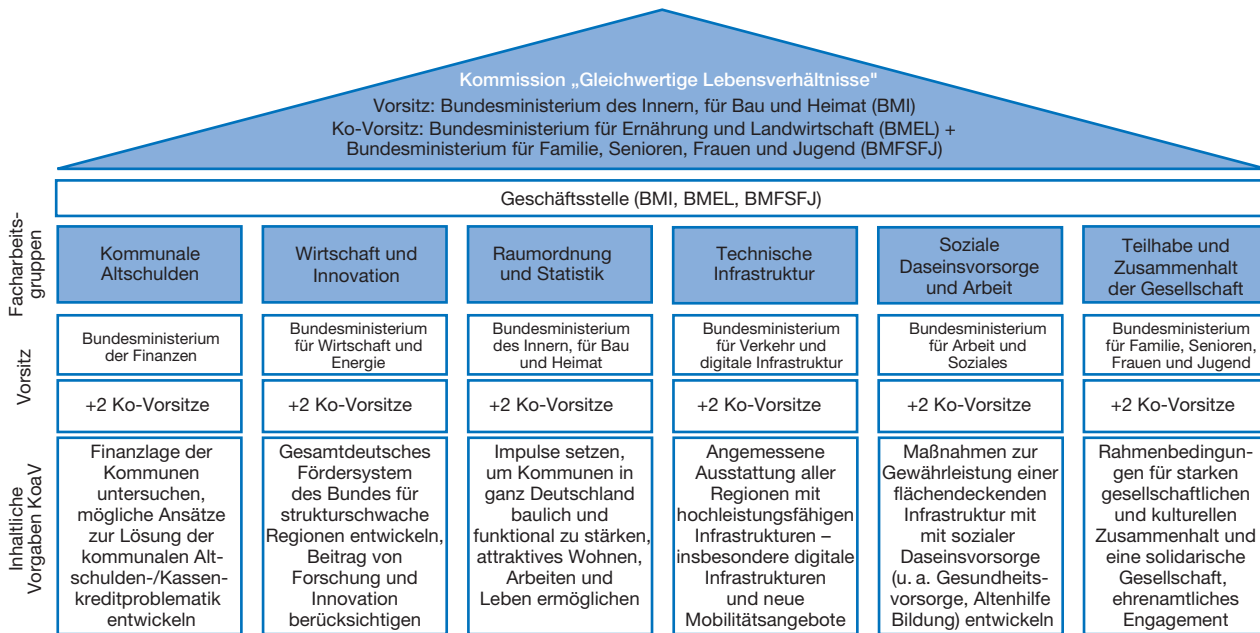 Kommission „Gleichwertige Lebensverhältnisse"
Vorsitz: Bundesministerium des Innern, für Bau und Heimat (BMI)
Ko-Vorsitz: Bundesministerium für Ernährung und Landwirtschaft (BMEL) +
Bundesministerium für Familie, Senioren, Frauen und Jugend (BMFSFJ)
Geschäftsstelle (BMI, BMEL, BMFSFJ)
Facharbeits-
gruppen
Kommunale
Altschulden
Wirtschaft und
Innovation
Raumordnung
und Statistik
Technische
Infrastruktur
Soziale
Daseinsvorsorge
und Arbeit
Teilhabe und
Zusammenhalt
der Gesellschaft
Vorsitz
Bundesministerium
der Finanzen
Bundesministerium
für Wirtschaft und
Energie
Bundesministerium
des Innern, für Bau
und Heimat
Bundesministerium
für Verkehr und
digitale Infrastruktur
Bundesministerium
für Arbeit und
Soziales
Bundesministerium
für Familie, Senioren,
Frauen und Jugend
+2 Ko-Vorsitze
+2 Ko-Vorsitze
+2 Ko-Vorsitze
+2 Ko-Vorsitze
+2 Ko-Vorsitze
+2 Ko-Vorsitze
Inhaltliche
Vorgaben KoaV
Finanzlage der
Kommunen
untersuchen,
mögliche Ansätze
zur Lösung der
kommunalen Alt-
schulden-/Kassen-
kreditproblematik
entwickeln
Gesamtdeutsches
Fördersystem
des Bundes für
strukturschwache
Regionen entwickeln,
Beitrag von
Forschung und
Innovation
berücksichtigen
Impulse setzen,
um Kommunen in
ganz Deutschland
baulich und
funktional zu stärken,
attraktives Wohnen,
Arbeiten und
Leben ermöglichen
Angemessene
Ausstattung aller
Regionen mit
hochleistungsfähigen
Infrastrukturen –
insbesondere digitale
Infrastrukturen
und neue
Mobilitätsangebote
Maßnahmen zur
Gewährleistung einer
flächendeckenden
Infrastruktur mit
mit sozialer
Daseinsvorsorge
(u. a. Gesundheits-
vorsorge, Altenhilfe
Bildung) entwickeln
Rahmenbedingun-
gen für starken
gesellschaftlichen
und kulturellen
Zusammenhalt und
eine solidarische
Gesellschaft,
ehrenamtliches
Engagement